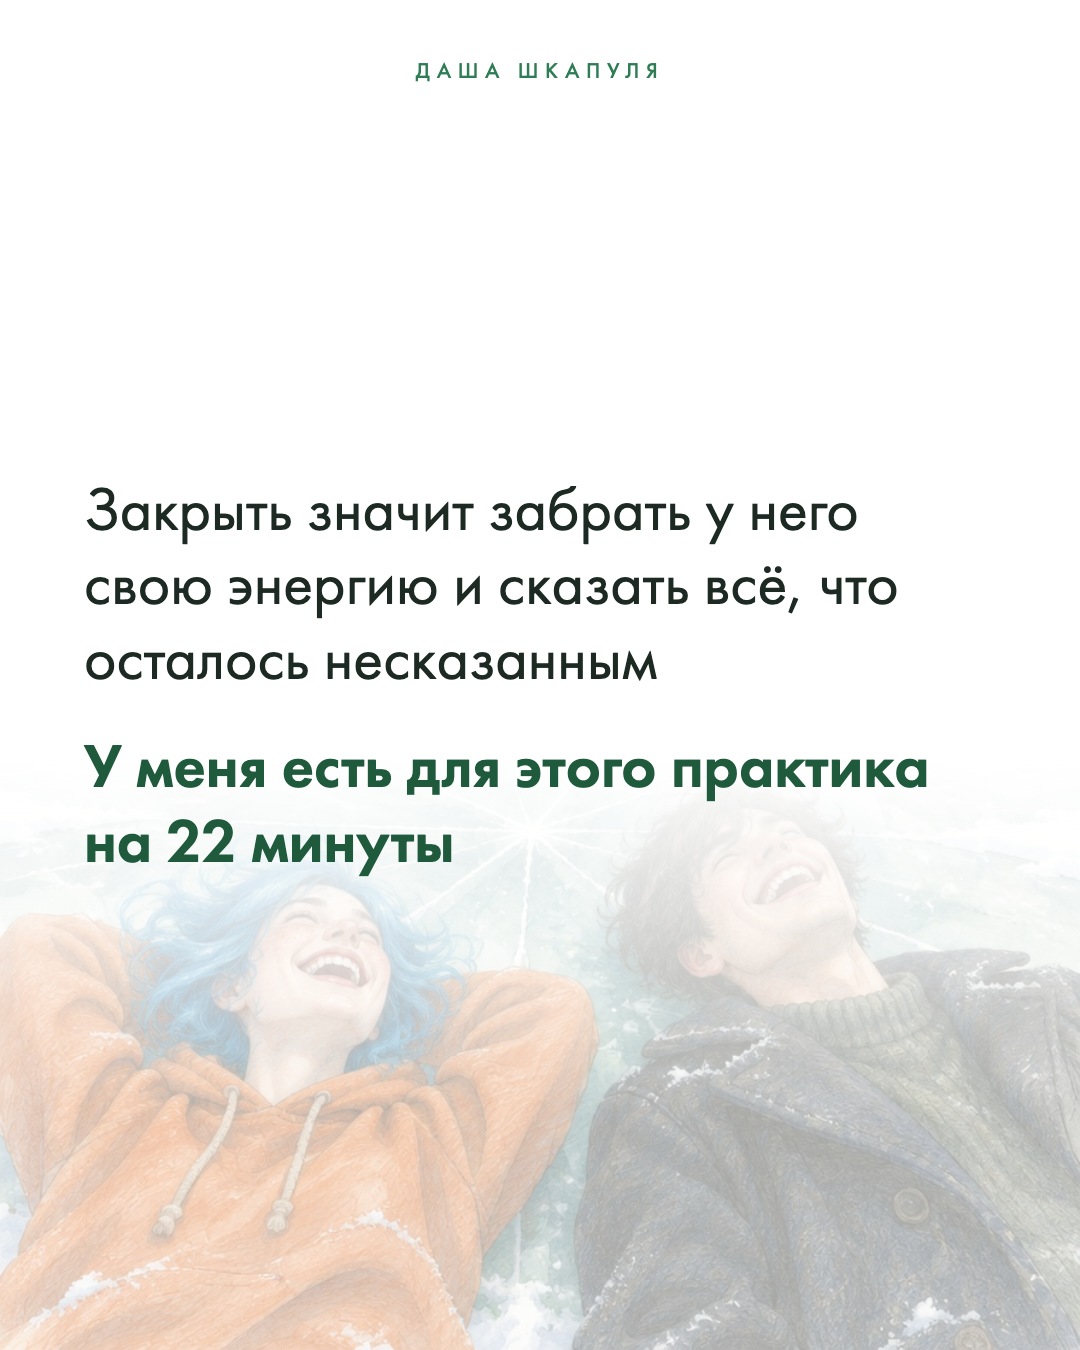 ДАША ШКАПУЛЯ
Закрыть значит забрать у него
свою энергию и сказать всё, что
осталось несказанным
У меня есть для этого практика
на 22 минуты